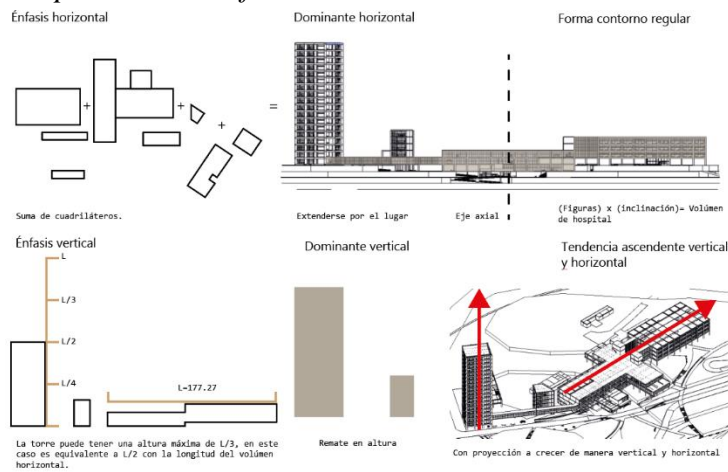 Énfasis horizontal
Dominante horizontal
Forma contorno regular
+
+
+
=
Suma de cuadriláteros.
Extenderse por el lugar
Eje axial
(Figuras) x (inclinación)= Volúmen
de hospital
Énfasis vertical
Dominante vertical
Tendencia ascendente vertical
y horizontal
L
L/3
L/2
L/4
L=177.27
La torre puede tener una altura máxima de L/3, en este
caso es equivalente a L/2 con la longitud del volúmen
horizontal.
Remate en altura
Con proyección a crecer de manera vertical y horizontal